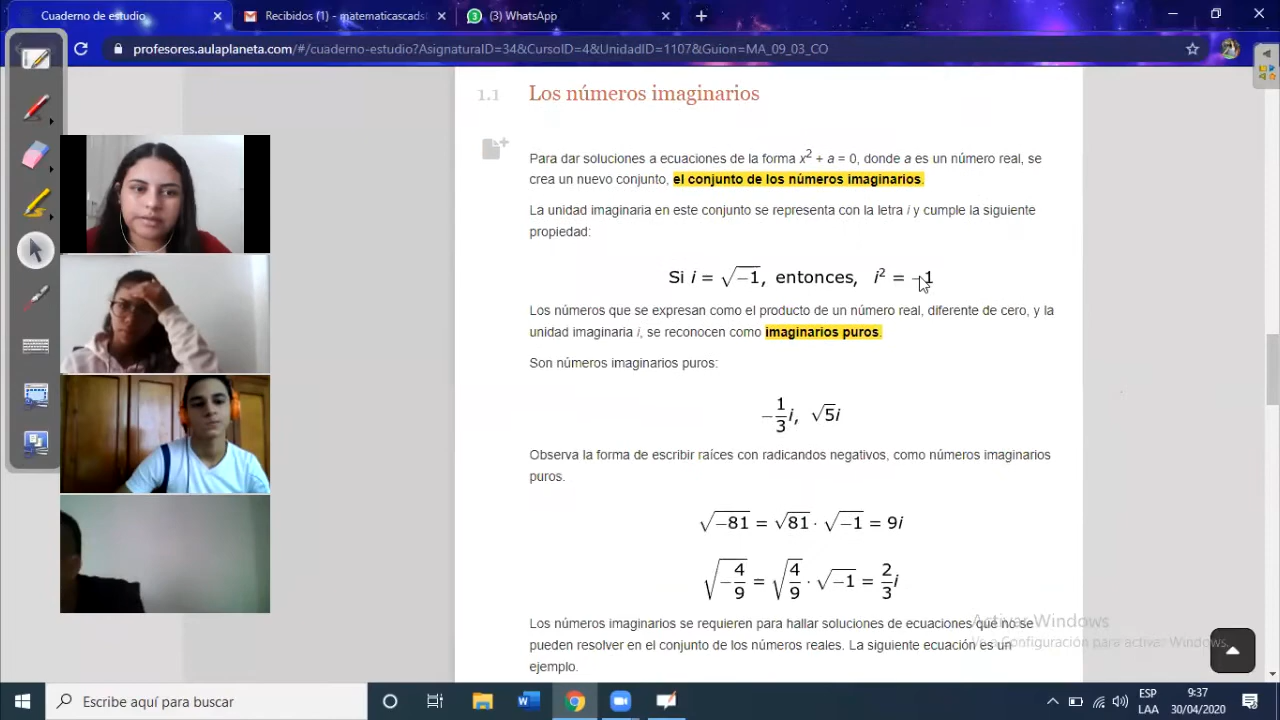 Cuaderno de estudio
Recibidos (1) - matematicascads
(3) WhatsApp
profesores.aulaplaneta.com/#/cuaderno-estudio?AsignaturaID=34&CursoID=4&UnidadID=1107&Guion=MA_09_03_CO
1.1 Los números imaginarios
Para dar soluciones a ecuaciones de la forma x² + a = 0, donde a es un número real, se
crea un nuevo conjunto, el conjunto de los números imaginarios.
La unidad imaginaria en este conjunto se representa con la letra i y cumple la siguiente
propiedad:
Si i = √−1, entonces, i² = −1
Los números que se expresan como el producto de un número real, diferente de cero, y la
unidad imaginaria i, se reconocen como imaginarios puros.
Son números imaginarios puros:
−1/3 i, √5i
Observa la forma de escribir raíces con radicandos negativos, como números imaginarios
puros.
√−81 = √81 · √−1 = 9i
√−4/9 = √4/9 · √−1 = 2/3 i
Los números imaginarios se requieren para hallar soluciones de ecuaciones que no se
pueden resolver en el conjunto de los números reales. La siguiente ecuación es un
ejemplo.
Activar Windows
Ve a Configuración para activar Windows.
Escribe aquí para buscar
ESP
LAA
9:37
30/04/2020